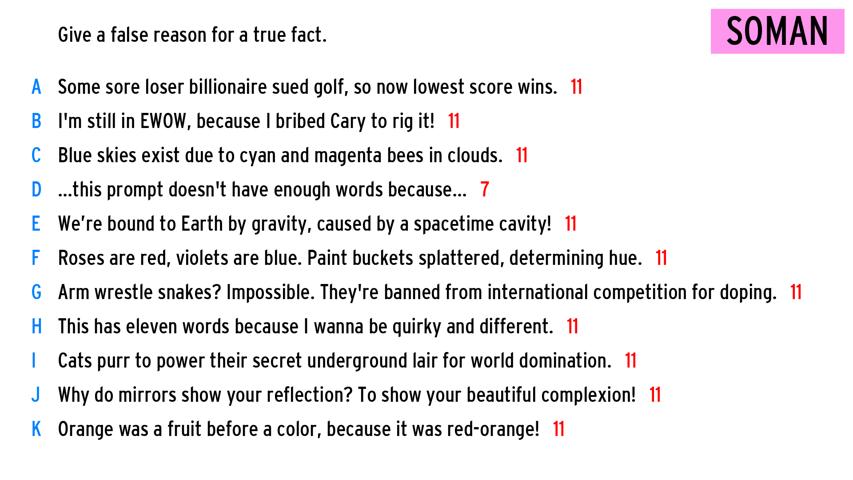 Give a false reason for a true fact. SOMAN
A Some sore loser billionaire sued golf, so now lowest score wins. 11
B I'm still in EWOW, because I bribed Cary to rig it! 11
C Blue skies exist due to cyan and magenta bees in clouds. 11
D ...this prompt doesn't have enough words because... 7
E We're bound to Earth by gravity, caused by a spacetime cavity! 11
F Roses are red, violets are blue. Paint buckets splattered, determining hue. 11
G Arm wrestle snakes? Impossible. They're banned from international competition for doping. 11
H This has eleven words because I wanna be quirky and different. 11
I Cats purr to power their secret underground lair for world domination. 11
J Why do mirrors show your reflection? To show your beautiful complexion! 11
K Orange was a fruit before a color, because it was red-orange! 11